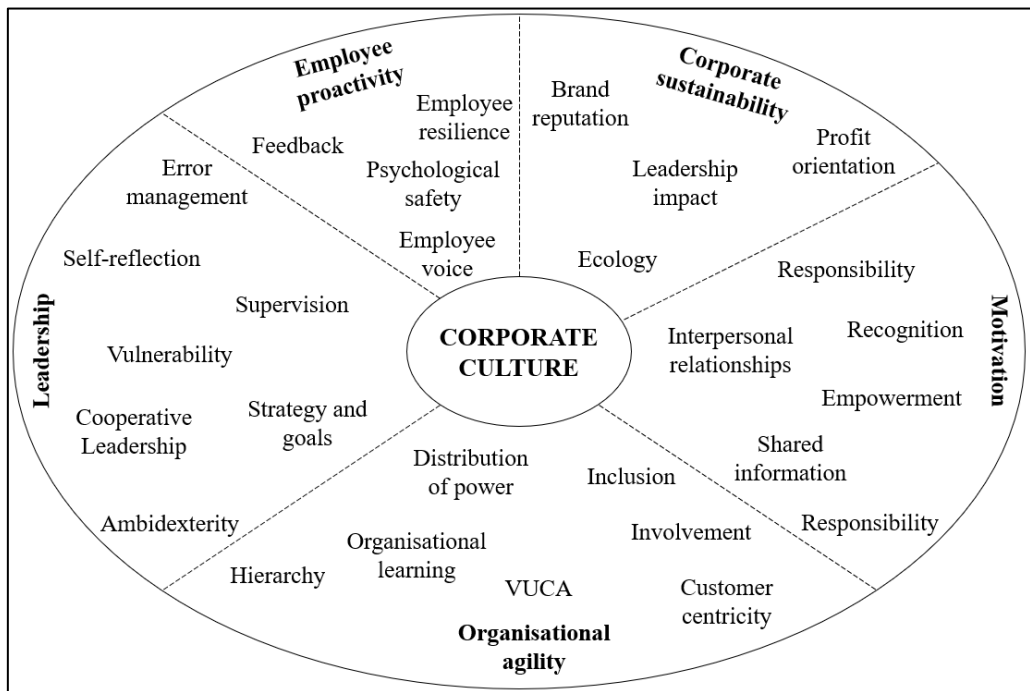 Employee
proactivity
Feedback
Employee
resilience
Psychological
safety
Employee
voice
Corporate
sustainability
Brand
reputation
Profit
orientation
Leadership
impact
Ecology
Motivation
Responsibility
Recognition
Interpersonal
relationships
Empowerment
Shared
information
Responsibility
Organisational
agility
Distribution
of power
Inclusion
Involvement
Organisational
learning
Hierarchy
VUCA
Customer
centricity
Leadership
Error
management
Self-reflection
Supervision
Vulnerability
Cooperative
Leadership
Strategy and
goals
Ambidexterity
CORPORATE
CULTURE